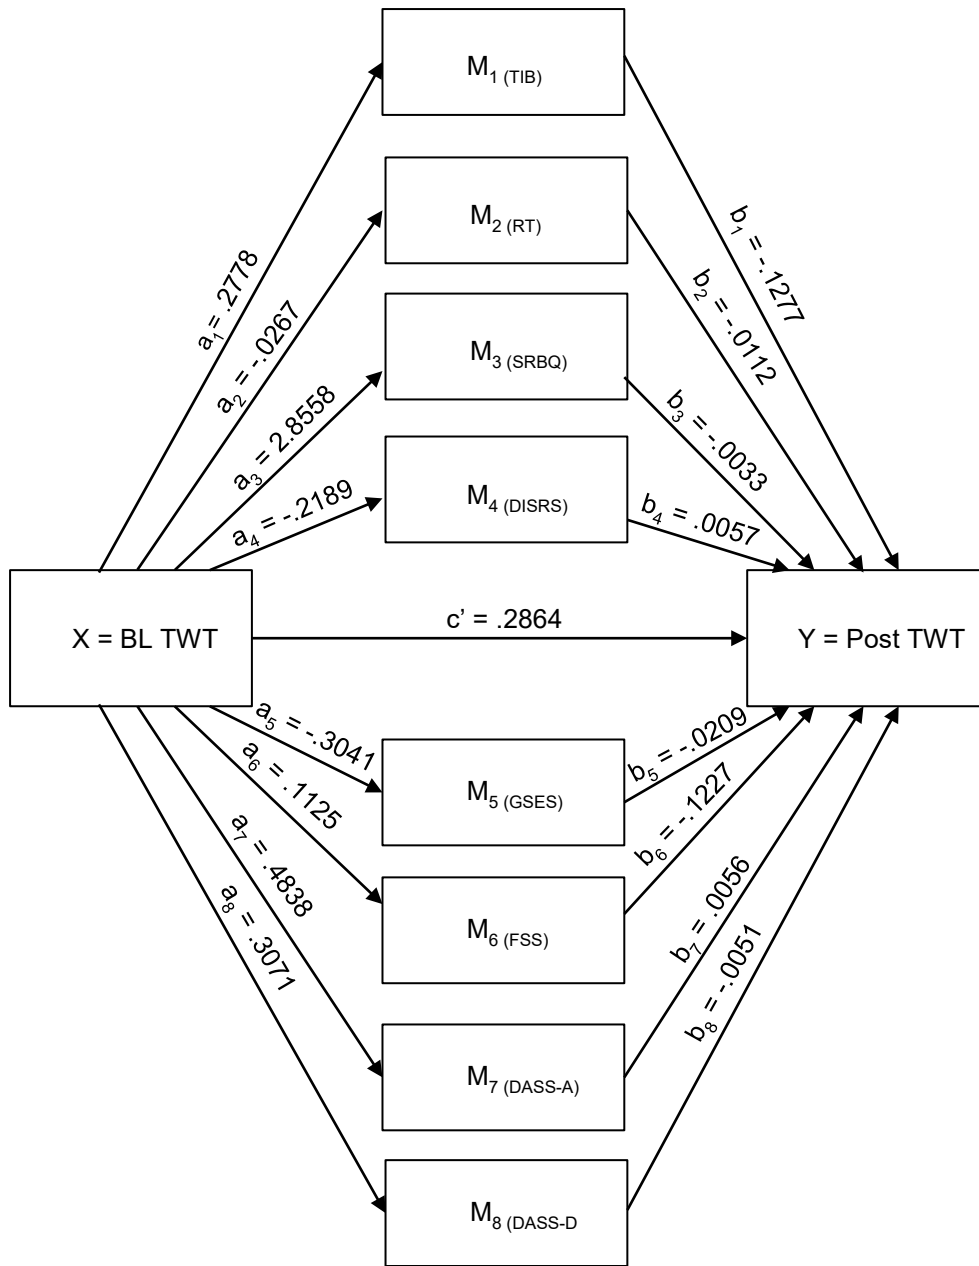 M1 (TIB)
a1= .2778
b1 = -.1277
M2 (RT)
a2 = -.0267
b2 = -.0112
M3 (SRBQ)
a3 = 2.8558
b3 = -.0033
M4 (DISRS)
a4 = -.2189
b4 = .0057
X = BL TWT
c’ = .2864
Y = Post TWT
a5 = -.3041
b5 = -.0209
M5 (GSES)
a6 = .1125
b6 = -.1227
M6 (FSS)
a7 = .4838
b7 = .0056
M7 (DASS-A)
a8 = .3071
b8 = -.0051
M8 (DASS-D